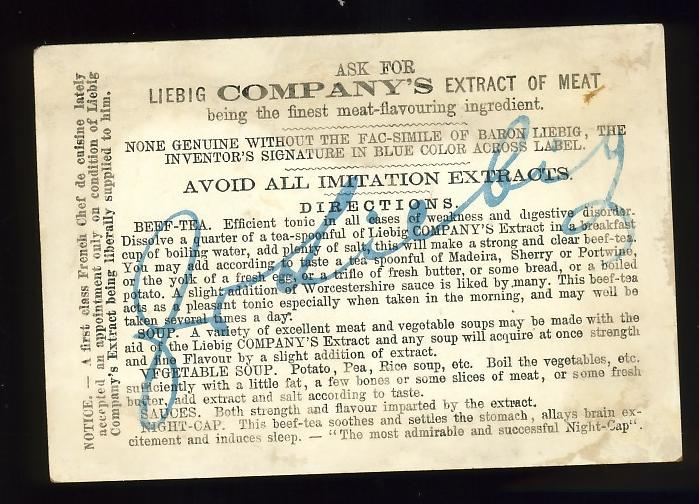 ASK FOR
LIEBIG COMPANY'S EXTRACT OF MEAT
being the finest meat-flavouring ingredient.
NONE GENUINE WITHOUT THE FAC-SIMILE OF BARON LIEBIG, THE
INVENTOR'S SIGNATURE IN BLUE COLOR ACROSS LABEL.
AVOID ALL IMITATION EXTRACTS.
DIRECTIONS.
BEEF-TEA. Efficient tonic in all cases of weakness and digestive disorder.
Dissolve a quarter of a tea-spoonful of Liebig COMPANY'S Extract in a breakfast
cup of boiling water, add plenty of salt, this will make a strong and clear beef-tea.
You may add according to taste a tea spoonful of Madeira, Sherry or Portwine,
the yolk of a fresh egg, or a trifle of fresh butter, or some bread, or a boiled
potato. A slight addition of Worcestershire sauce is liked by many. This beef-tea
acts as a pleasant tonic especially when taken in the morning, and may well be
taken several times a day.
SOUP. A variety of excellent meat and vegetable soups may be made with the
aid of the Liebig COMPANY'S Extract and any soup will acquire at once strength
and fine Flavour by a slight addition of extract.
VEGETABLE SOUP. Potato, Pea, Rice soup, etc. Boil the vegetables, etc.
sufficiently with a little fat, a few bones or some slices of meat, or some fresh
butter, add extract and salt according to taste.
SAUCES. Both strength and flavour imparted by the extract.
NIGHT-CAP. This beef-tea soothes and settles the stomach, allays brain ex-
citement and induces sleep. — "The most admirable and successful Night-Cap".
NOTICE. — A first class French Chef de cuisine lately
accepted an appointment only on condition of Liebig
Company's Extract being liberally supplied to him.
J v Liebig